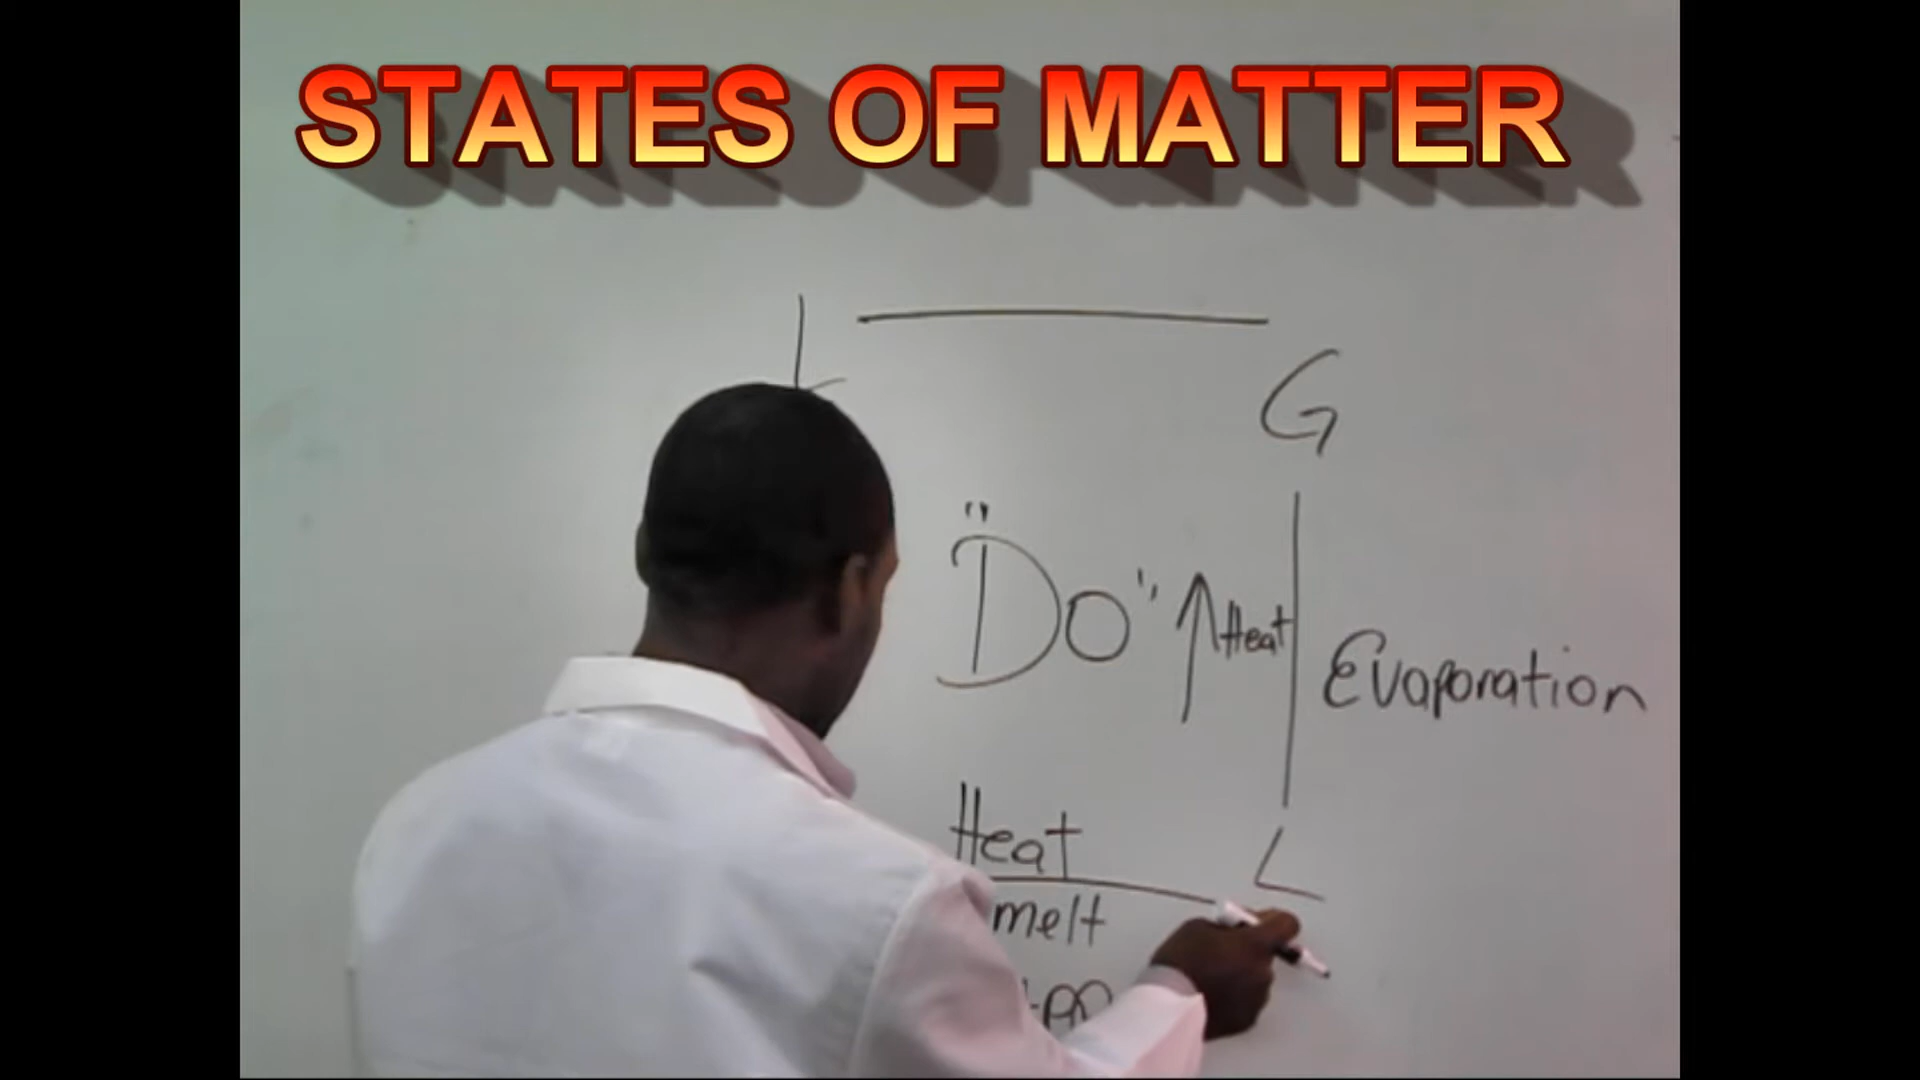 STATES OF MATTER
L
G
"Do" ↑Heat
Evaporation
Heat
L
melt